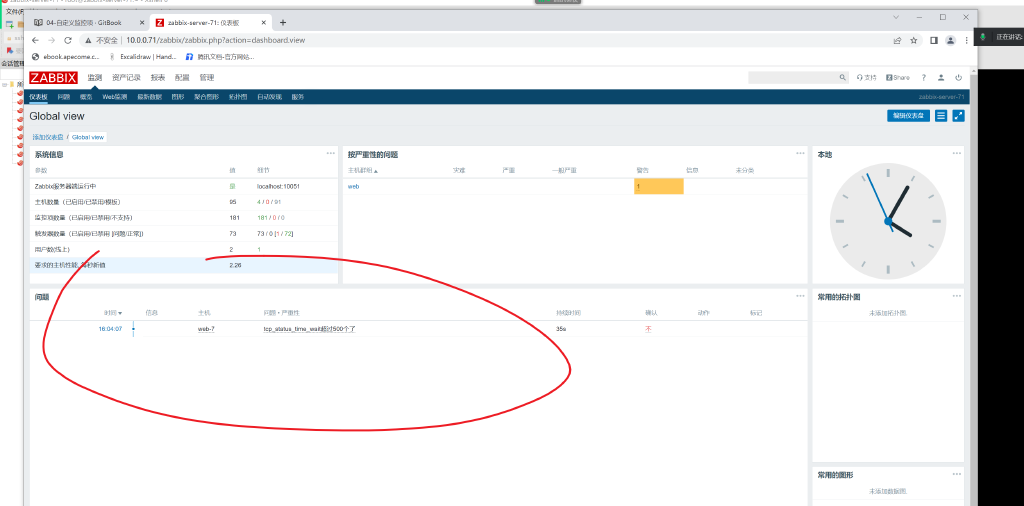 04-自定义监控项 · GitBook
zabbix-server-71: 仪表板
不安全 10.0.0.71/zabbix/zabbix.php?action=dashboard.view
ebook.apecome.c... Excalidraw | Hand... 腾讯文档-官方网站...
正在讲话:
ZABBIX 监测 资产记录 报表 配置 管理 支持 Share ?
仪表板 问题 概览 Web监测 最新数据 图形 聚合图形 拓扑图 自动发现 服务 zabbix-server-71
Global view 编辑仪表盘
Global view
系统信息
参数 值 细节
Zabbix服务器端运行中 是 localhost:10051
主机数量（已启用/已禁用/模板） 95 4 / 0 / 91
监控项数量（已启用/已禁用/不支持） 181 181 / 0 / 0
触发器数量（已启用/已禁用 [问题/正常]） 73 73 / 0 [1 / 72]
用户数(线上) 2 1
要求的主机性能, 每秒新值 2.26
按严重性的问题
主机群组 灾难 严重 一般严重 警告 信息 未分类
web 1
本地
问题
时间 信息 主机 问题 · 严重性 持续时间 确认 动作 标记
16:04:07 web-7 tcp_status_time_wait超过500个了 35s 不
常用的拓扑图
未添加拓扑图.
常用的图形
未添加数据图.